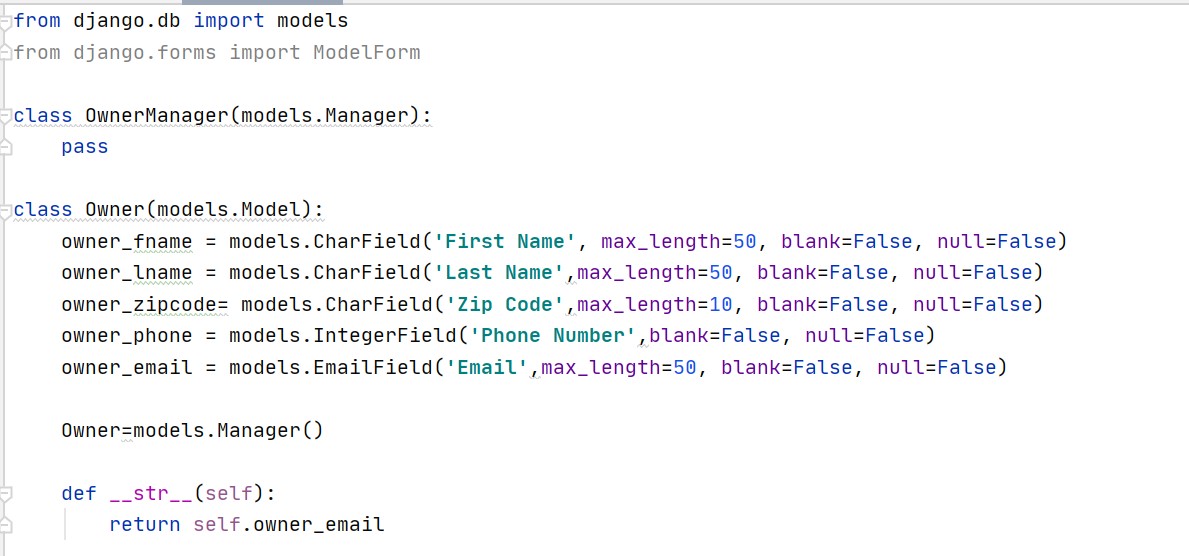 from django.db import models
from django.forms import ModelForm
class OwnerManager(models.Manager):
    pass
class Owner(models.Model):
    owner_fname = models.CharField('First Name', max_length=50, blank=False, null=False)
    owner_lname = models.CharField('Last Name',max_length=50, blank=False, null=False)
    owner_zipcode= models.CharField('Zip Code',max_length=10, blank=False, null=False)
    owner_phone = models.IntegerField('Phone Number',blank=False, null=False)
    owner_email = models.EmailField('Email',max_length=50, blank=False, null=False)
    Owner=models.Manager()
    def __str__(self):
        return self.owner_email